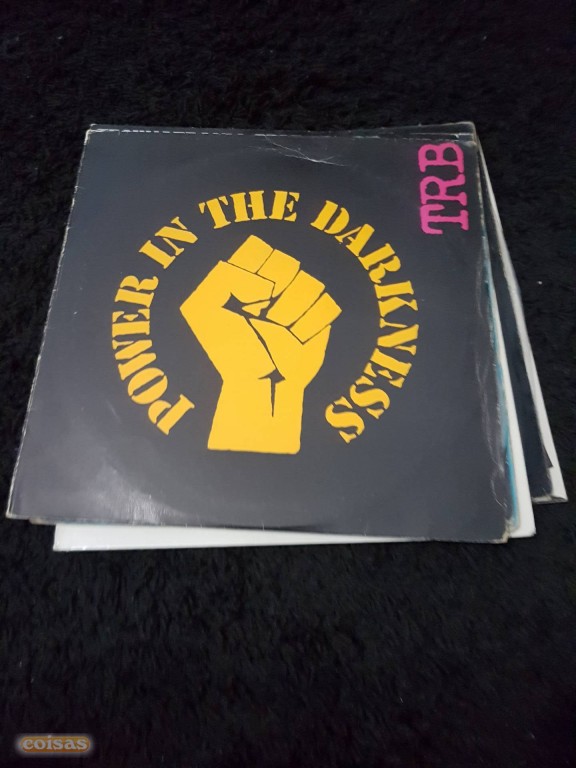 TRB
POWER IN THE DARKNESS
coisas